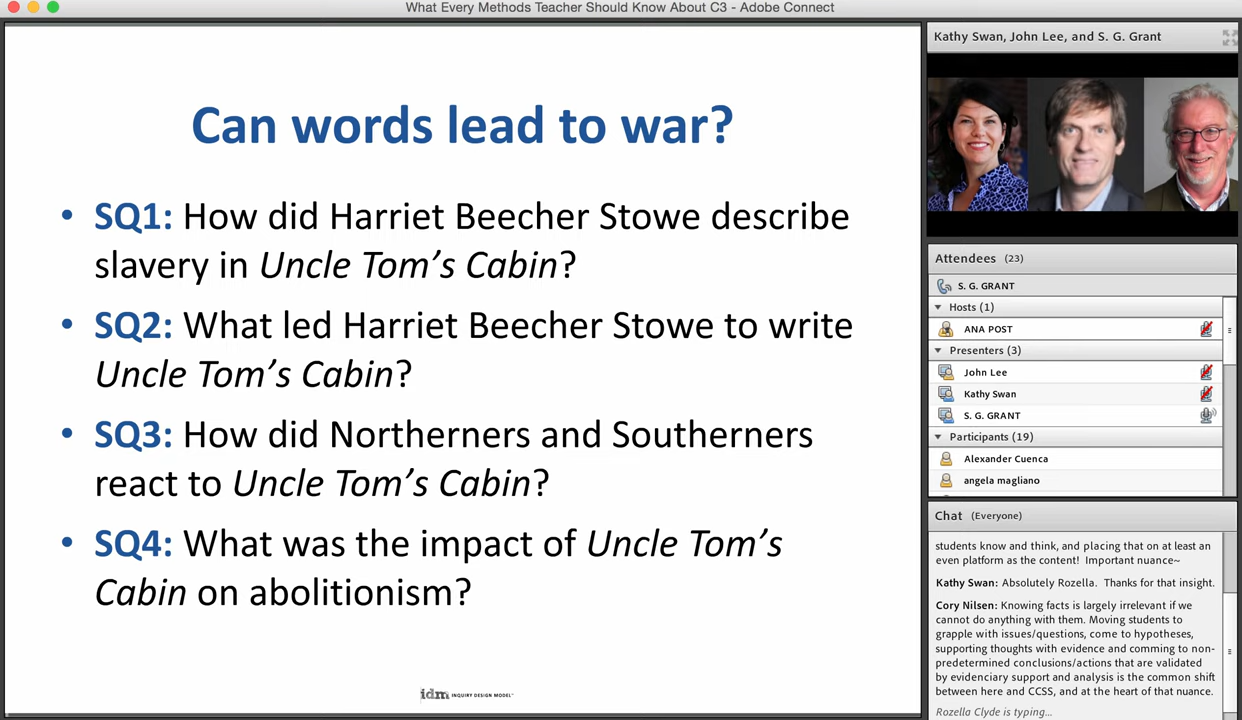 What Every Methods Teacher Should Know About C3 - Adobe Connect
Can words lead to war?
• SQ1: How did Harriet Beecher Stowe describe
slavery in Uncle Tom’s Cabin?
• SQ2: What led Harriet Beecher Stowe to write
Uncle Tom’s Cabin?
• SQ3: How did Northerners and Southerners
react to Uncle Tom’s Cabin?
• SQ4: What was the impact of Uncle Tom’s
Cabin on abolitionism?
idm INQUIRY DESIGN MODEL™
Kathy Swan, John Lee, and S. G. Grant
Attendees (23)
S. G. GRANT
Hosts (1)
ANA POST
Presenters (3)
John Lee
Kathy Swan
S. G. GRANT
Participants (19)
Alexander Cuenca
angela magliano
Chat (Everyone)
students know and think, and placing that on at least an
even platform as the content! Important nuance~
Kathy Swan: Absolutely Rozella. Thanks for that insight.
Cory Nilsen: Knowing facts is largely irrelevant if we
cannot do anything with them. Moving students to
grapple with issues/questions, come to hypotheses,
supporting thoughts with evidence and comming to non-
predetermined conclusions/actions that are validated
by evidenciary support and analysis is the common shift
between here and CCSS, and at the heart of that nuance.
Rozella Clyde is typing...